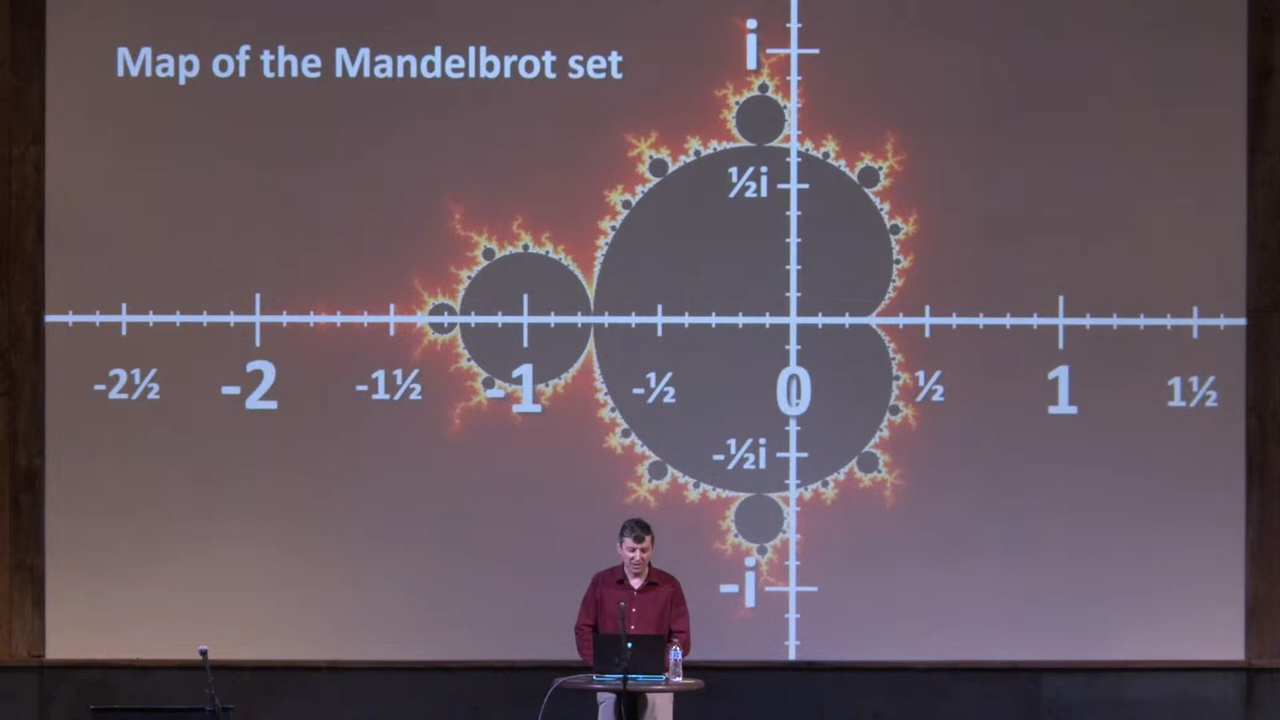 Map of the Mandelbrot set
i
½i
-2½ -2 -1½ -1 -½ 0 ½ 1 1½
-½i
-i